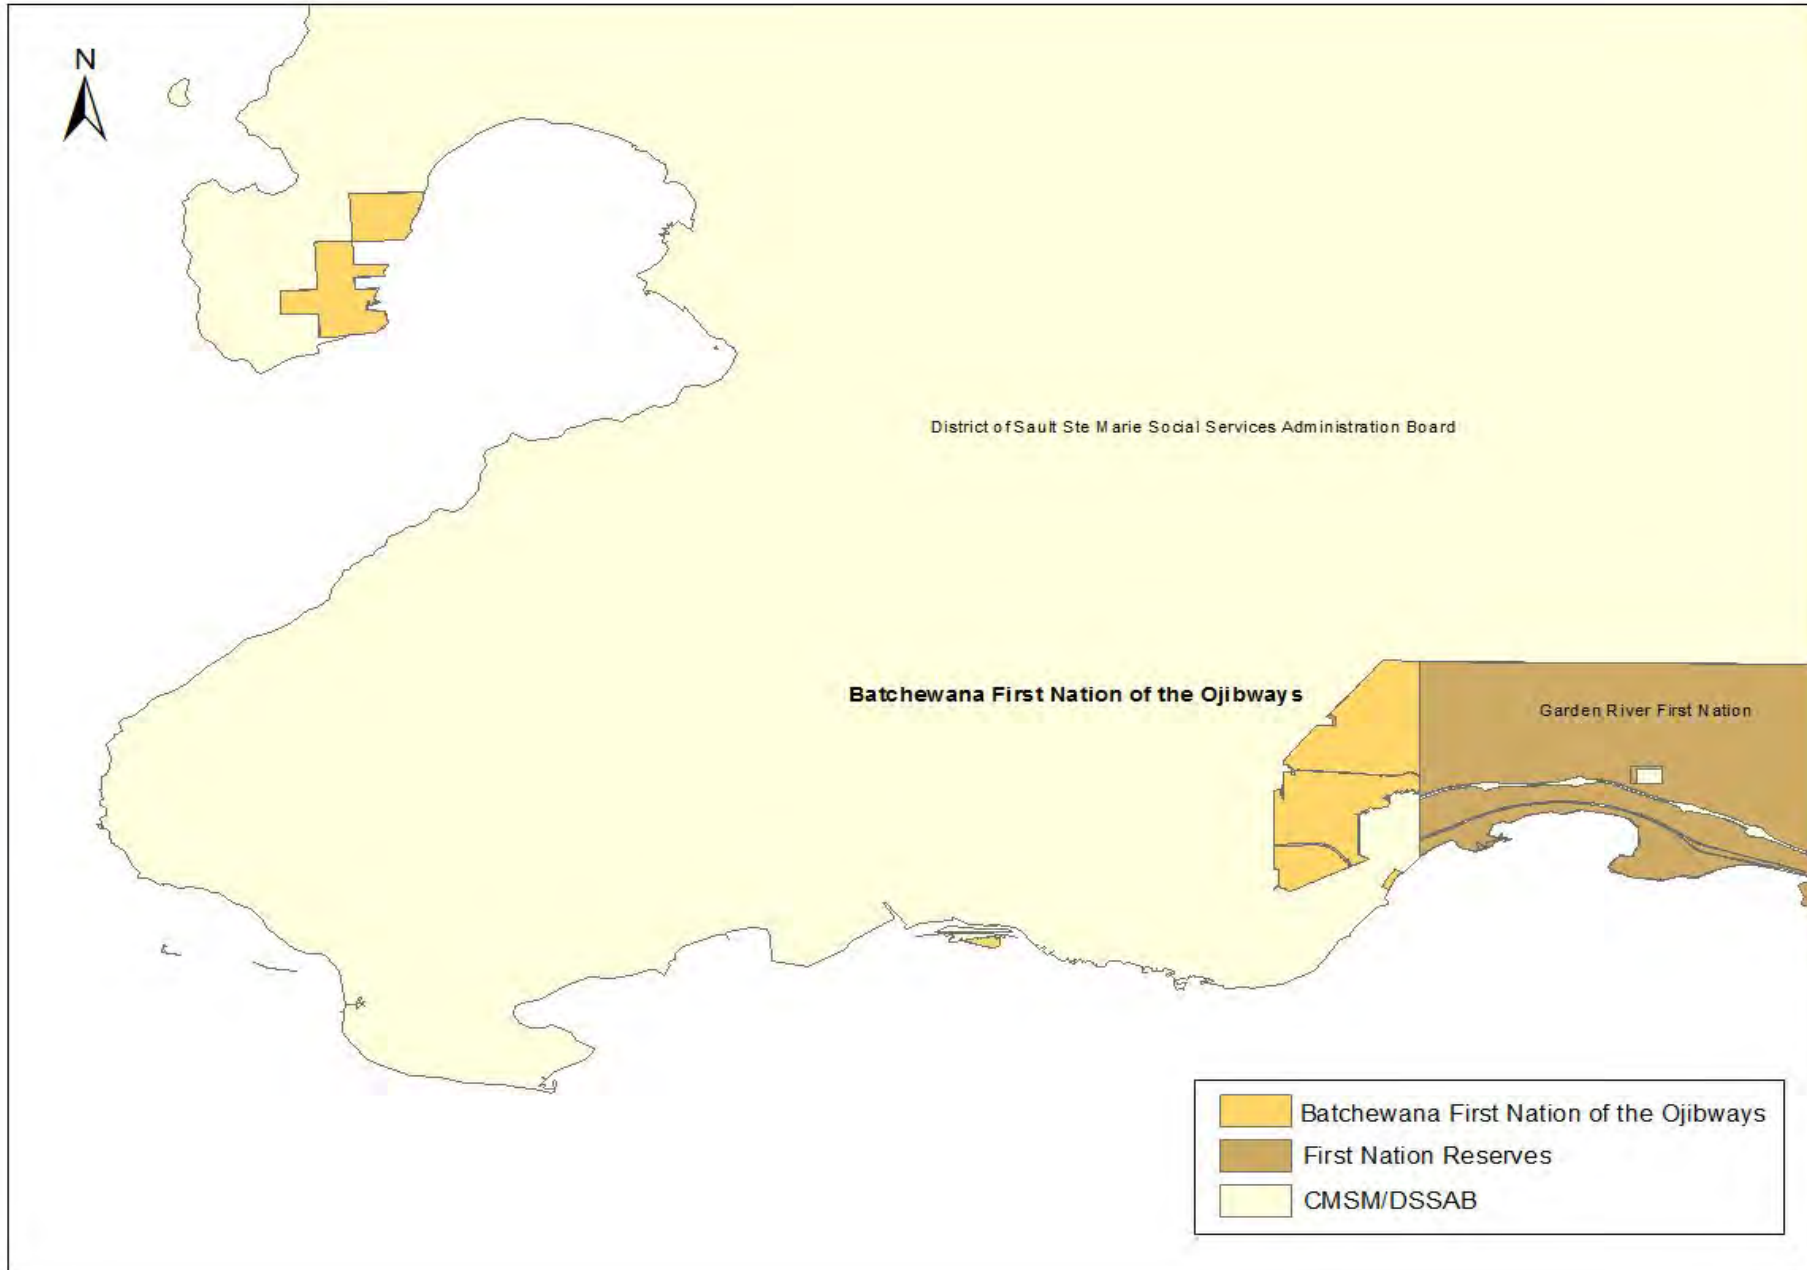 N
District of Sault Ste Marie Social Services Administration Board
Batchewana First Nation of the Ojibways
Garden River First Nation
Batchewana First Nation of the Ojibways
First Nation Reserves
CMSM/DSSAB